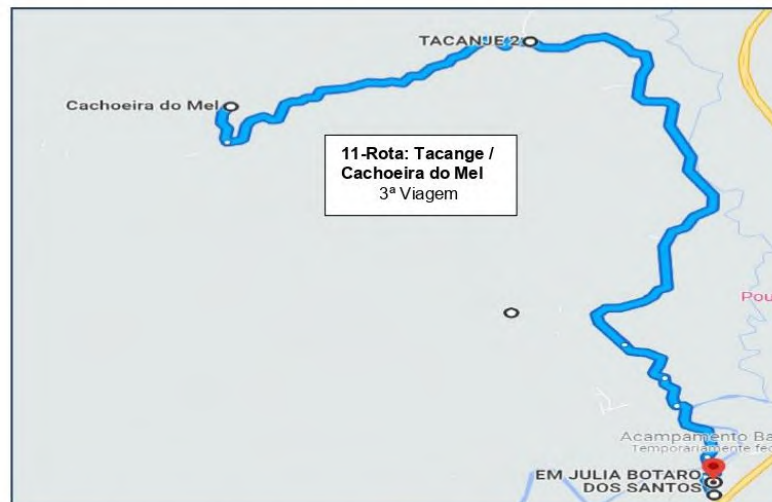 TACANJE 2
Cachoeira do Mel
11-Rota: Tacange /
Cachoeira do Mel
3ª Viagem
Pou
Acampamento Ba
Temporariamente fec
EM JULIA BOTARO
DOS SANTOS